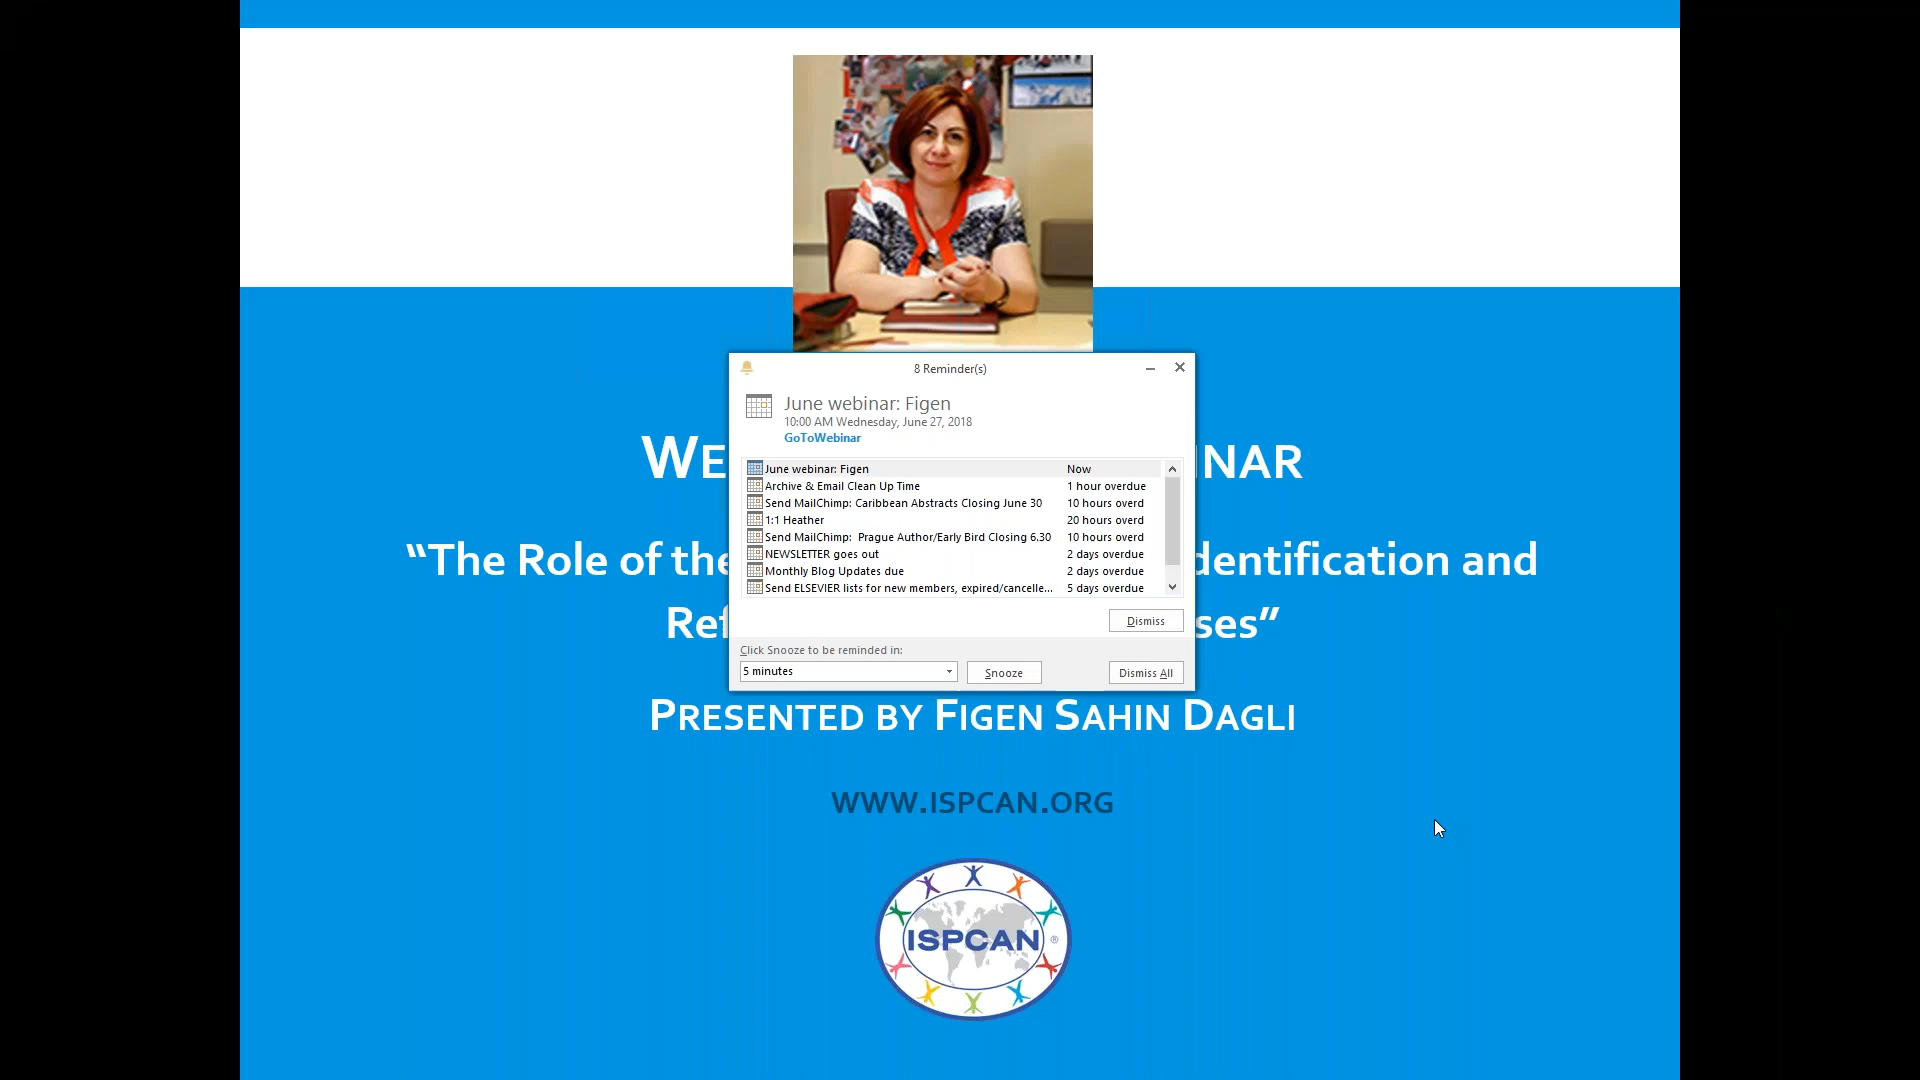 8 Reminder(s)
June webinar: Figen
10:00 AM Wednesday, June 27, 2018
GoToWebinar
June webinar: Figen Now
Archive & Email Clean Up Time 1 hour overdue
Send MailChimp: Caribbean Abstracts Closing June 30 10 hours overd
1:1 Heather 20 hours overd
Send MailChimp:  Prague Author/Early Bird Closing 6.30 10 hours overd
NEWSLETTER goes out 2 days overdue
Monthly Blog Updates due 2 days overdue
Send ELSEVIER lists for new members, expired/cancelle... 5 days overdue
Dismiss
Click Snooze to be reminded in:
5 minutes Snooze Dismiss All
“The Role of the
and
PRESENTED BY FIGEN SAHIN DAGLI
WWW.ISPCAN.ORG
ISPCAN ®